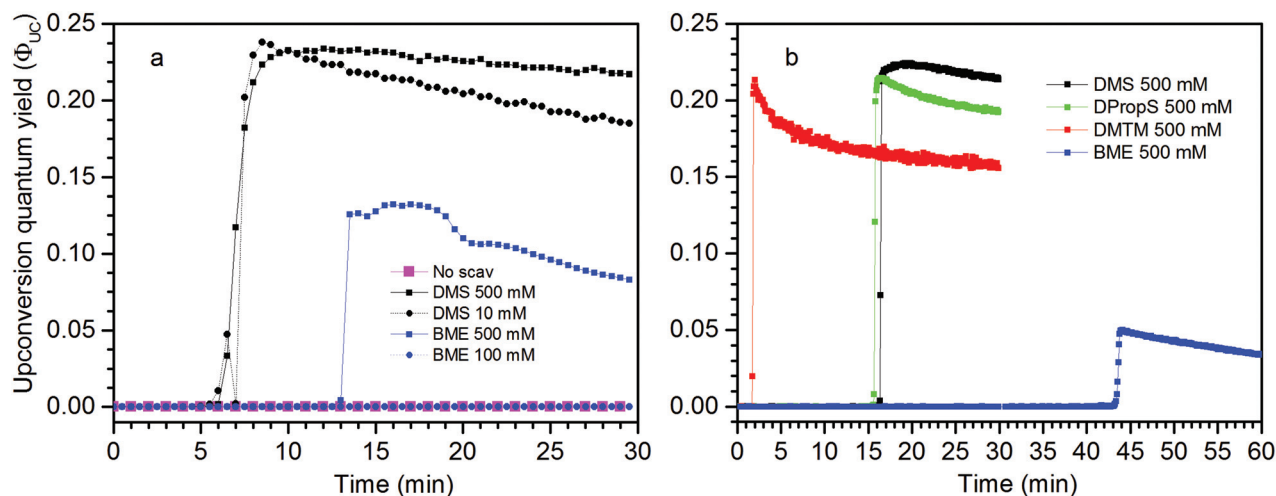 a
b
Upconversion quantum yield (Φ_UC)
0.25
0.20
0.15
0.10
0.05
0.00
No scav
DMS 500 mM
DMS 10 mM
BME 500 mM
BME 100 mM
0 5 10 15 20 25 30
Time (min)
0.25
0.20
0.15
0.10
0.05
0.00
DMS 500 mM
DPropS 500 mM
DMTM 500 mM
BME 500 mM
0 5 10 15 20 25 30 35 40 45 50 55 60
Time (min)